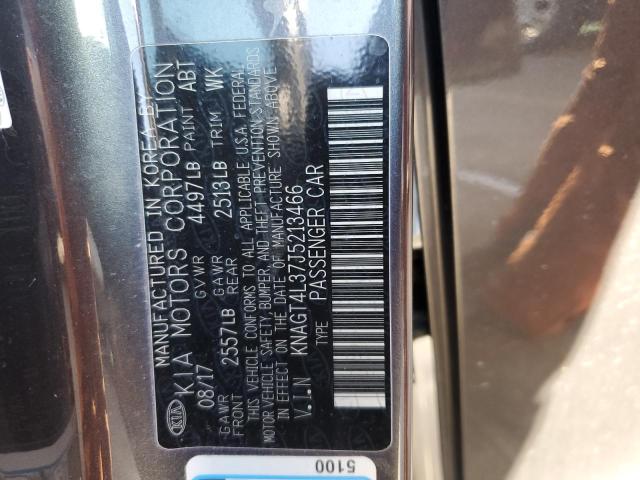 MANUFACTURED IN KOREA BY
KIA KIA MOTORS CORPORATION
08/17 GVWR 4497LB PAINT ABT
GAWR FRONT 2557LB GAWR REAR 2513LB TRIM WK
THIS VEHICLE CONFORMS TO ALL APPLICABLE U.S.A. FEDERAL
MOTOR VEHICLE SAFETY BUMPER, AND THEFT PREVENTION STANDARDS
IN EFFECT ON THE DATE OF MANUFACTURE SHOWN ABOVE
V.I.N KNAGT4L37J5213466
TYPE PASSENGER CAR
5100